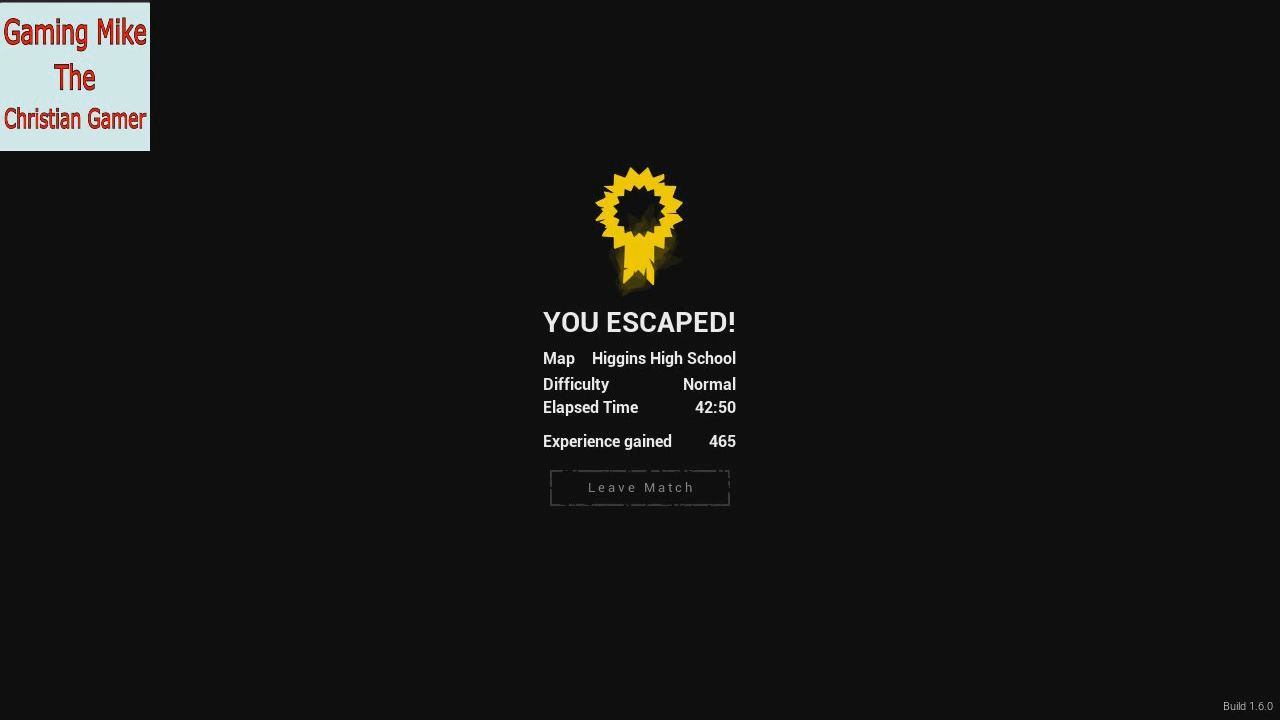 Gaming Mike
The
Christian Gamer
YOU ESCAPED!
Map Higgins High School
Difficulty Normal
Elapsed Time 42:50
Experience gained 465
Leave Match
Build 1.6.0